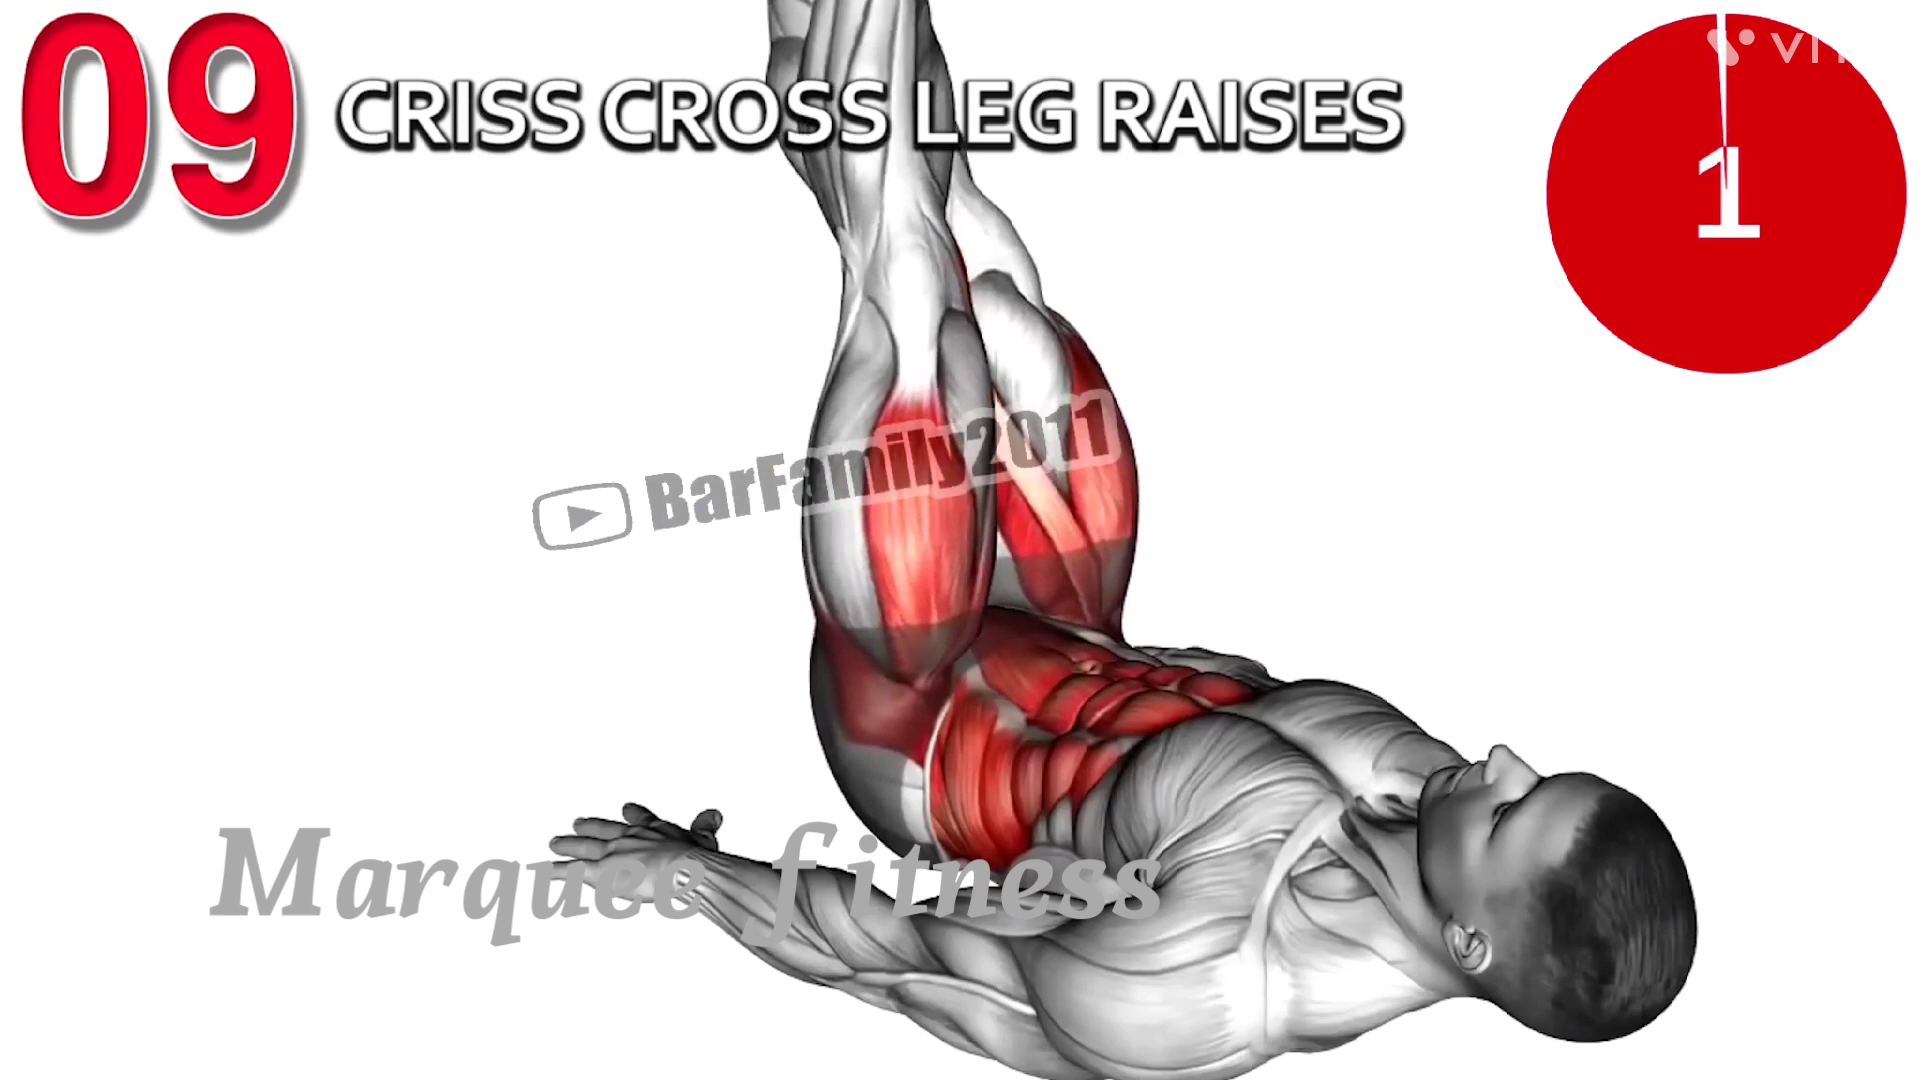 09
CRISS CROSS LEG RAISES
1
BarFamily2011
Marquee fitness